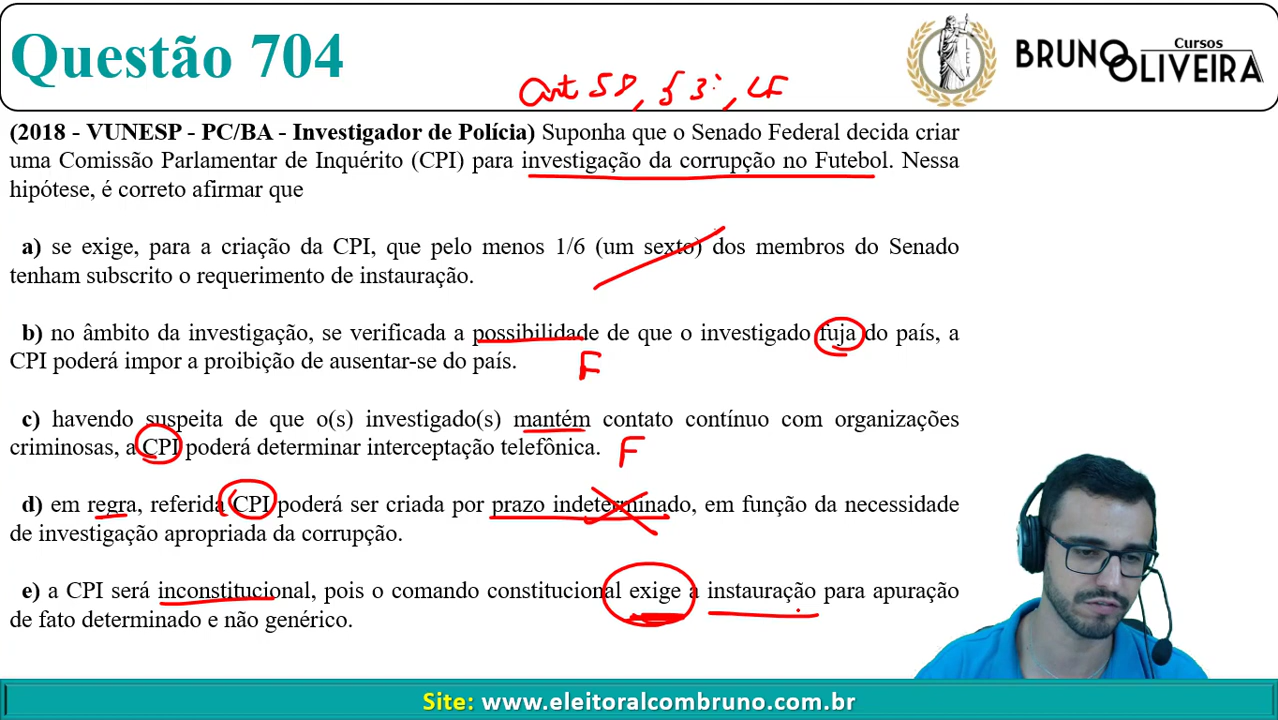 Questão 704
Cursos
BRUNO OLIVEIRA
Art 58, § 3º, CF
(2018 - VUNESP - PC/BA - Investigador de Polícia) Suponha que o Senado Federal decida criar
uma Comissão Parlamentar de Inquérito (CPI) para investigação da corrupção no Futebol. Nessa
hipótese, é correto afirmar que
a) se exige, para a criação da CPI, que pelo menos 1/6 (um sexto) dos membros do Senado
tenham subscrito o requerimento de instauração.
b) no âmbito da investigação, se verificada a possibilidade de que o investigado fuja do país, a
CPI poderá impor a proibição de ausentar-se do país.
F
c) havendo suspeita de que o(s) investigado(s) mantém contato contínuo com organizações
criminosas, a CPI poderá determinar interceptação telefônica.
F
d) em regra, referida CPI poderá ser criada por prazo indeterminado, em função da necessidade
de investigação apropriada da corrupção.
e) a CPI será inconstitucional, pois o comando constitucional exige a instauração para apuração
de fato determinado e não genérico.
Site: www.eleitoralcombruno.com.br